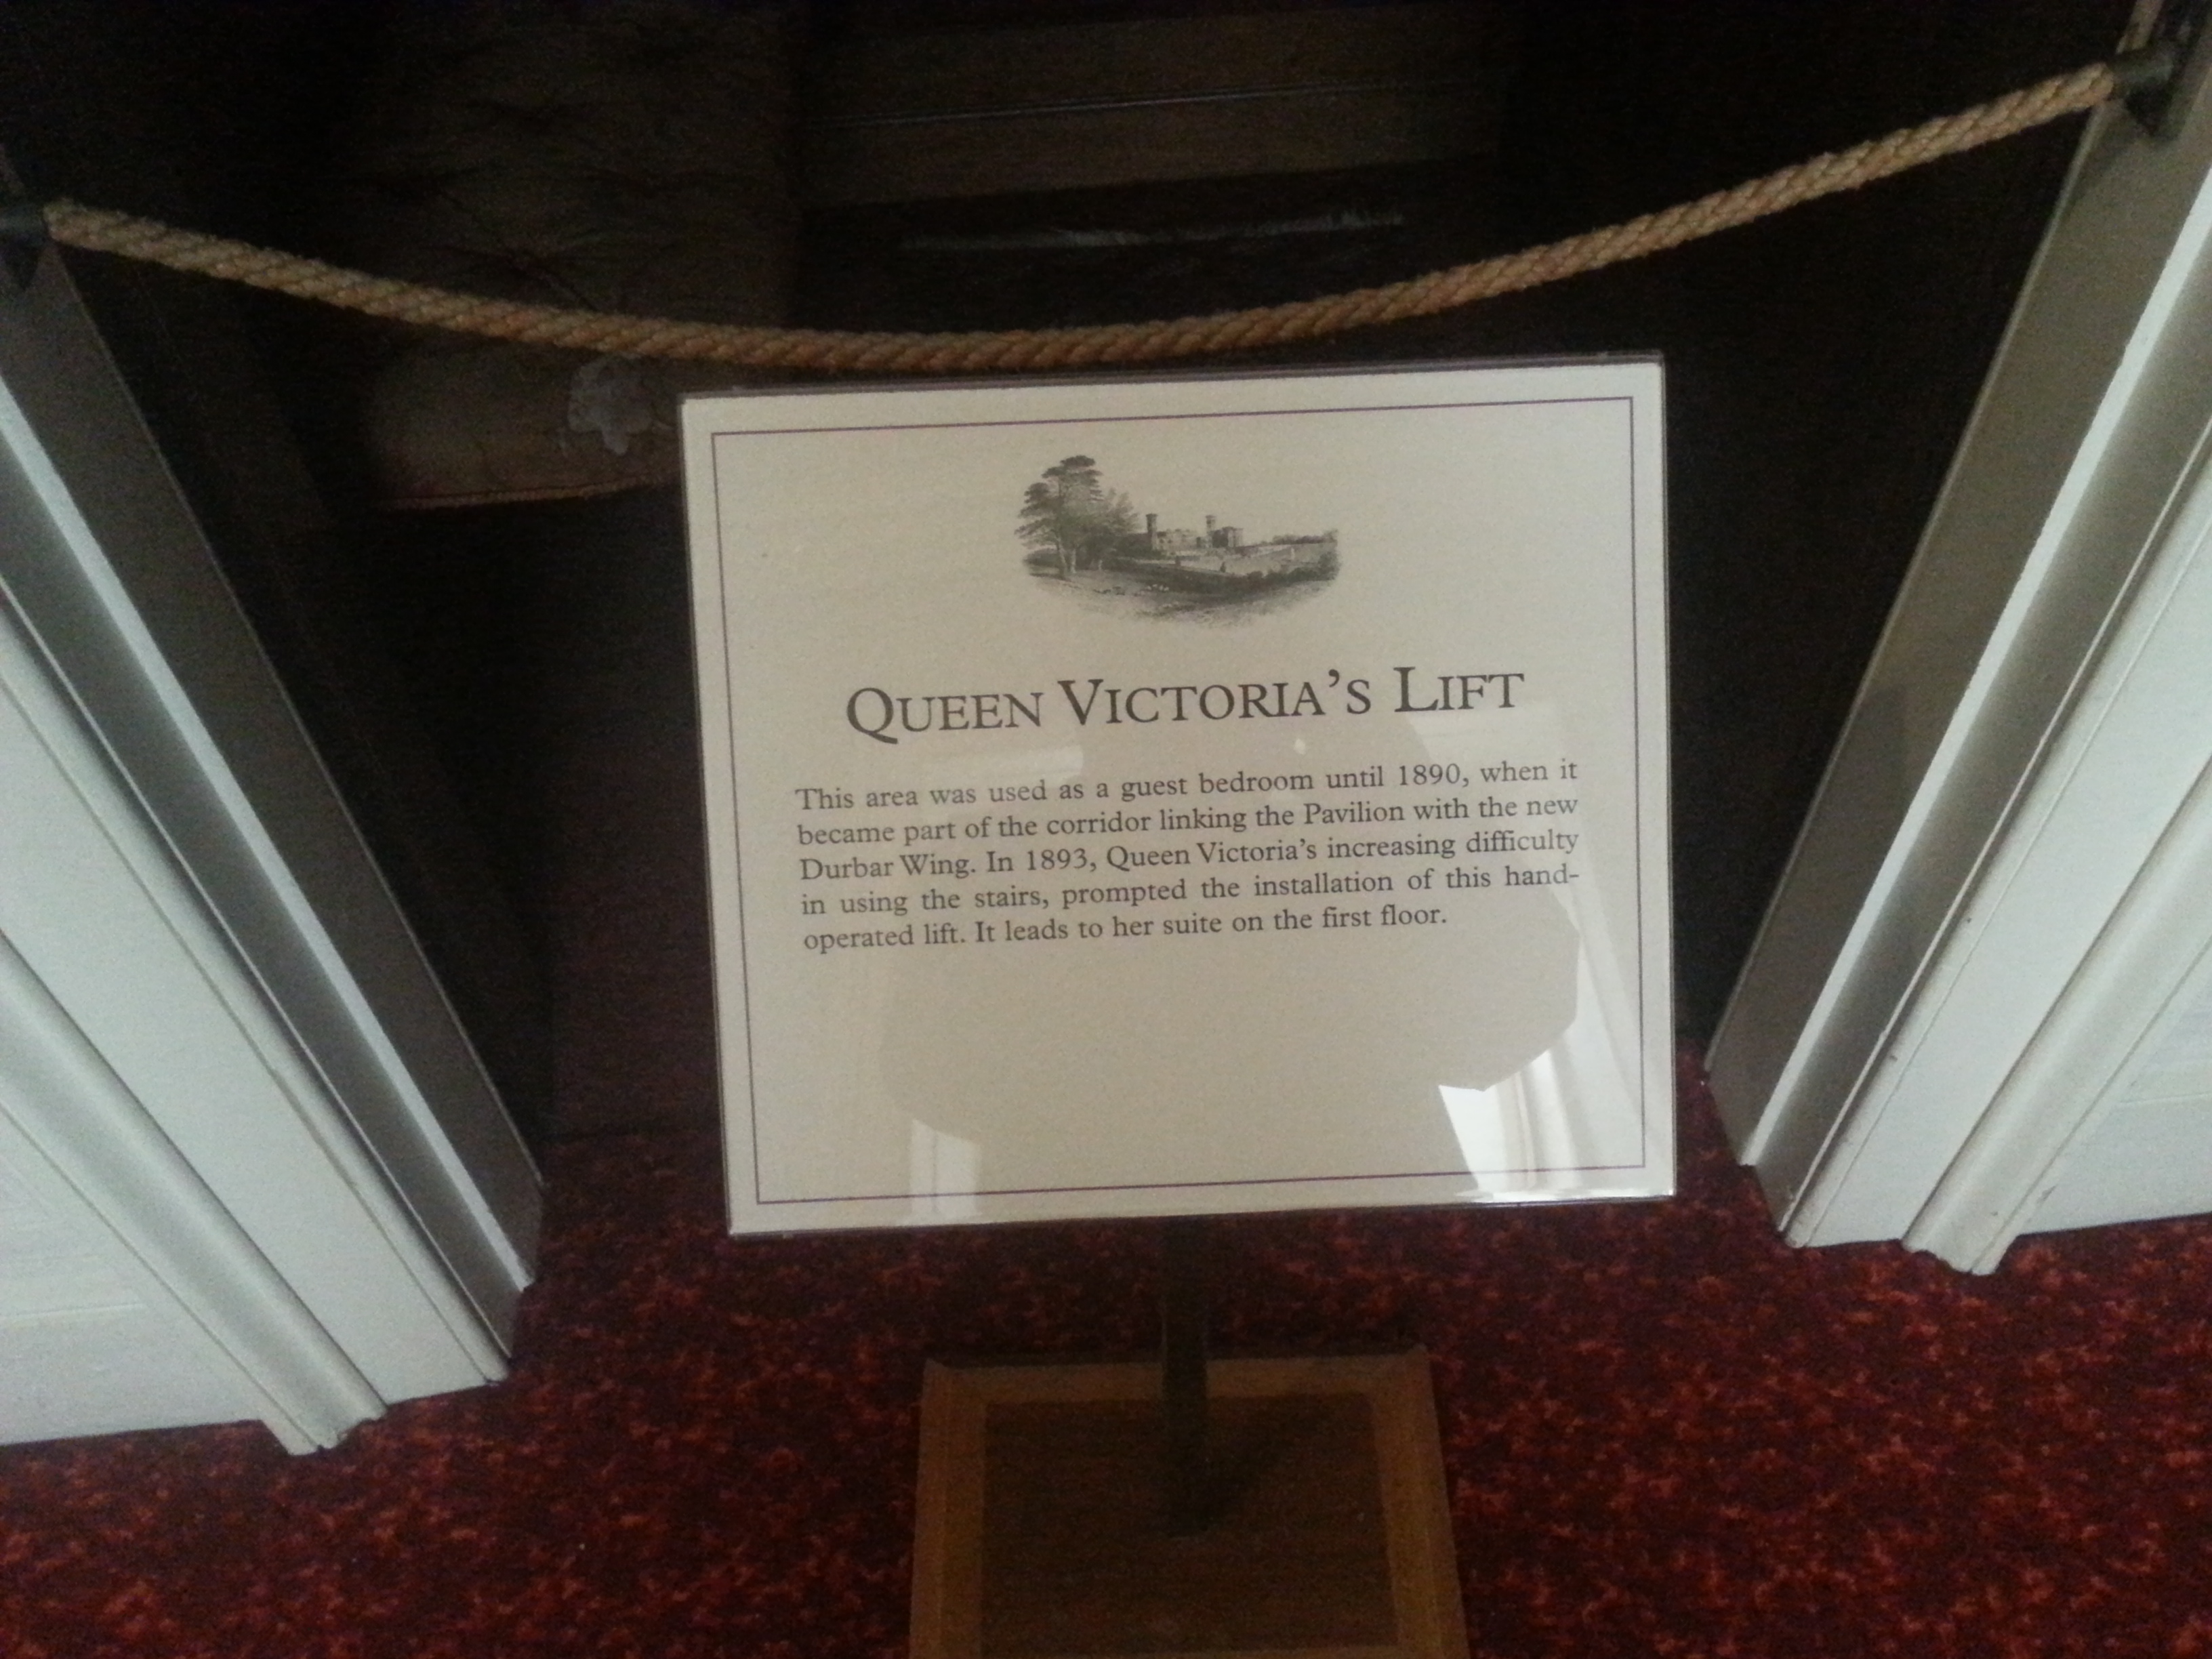 QUEEN VICTORIA'S LIFT
This area was used as a guest bedroom until 1890, when it
became part of the corridor linking the Pavilion with the new
Durbar Wing. In 1893, Queen Victoria's increasing difficulty
in using the stairs, prompted the installation of this hand-
operated lift. It leads to her suite on the first floor.